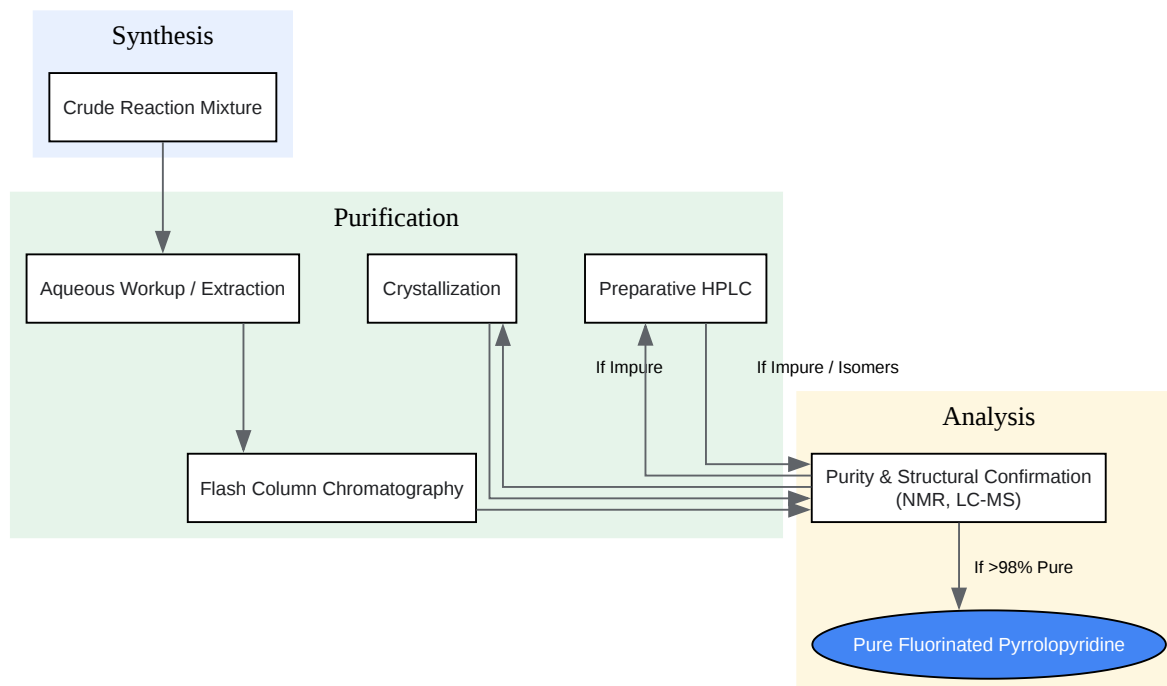 Synthesis
Crude Reaction Mixture
Purification
Aqueous Workup / Extraction
Crystallization
Preparative HPLC
If Impure
If Impure / Isomers
Analysis
Flash Column Chromatography
Purity & Structural Confirmation
(NMR, LC-MS)
If >98% Pure
Pure Fluorinated Pyrrolopyridine